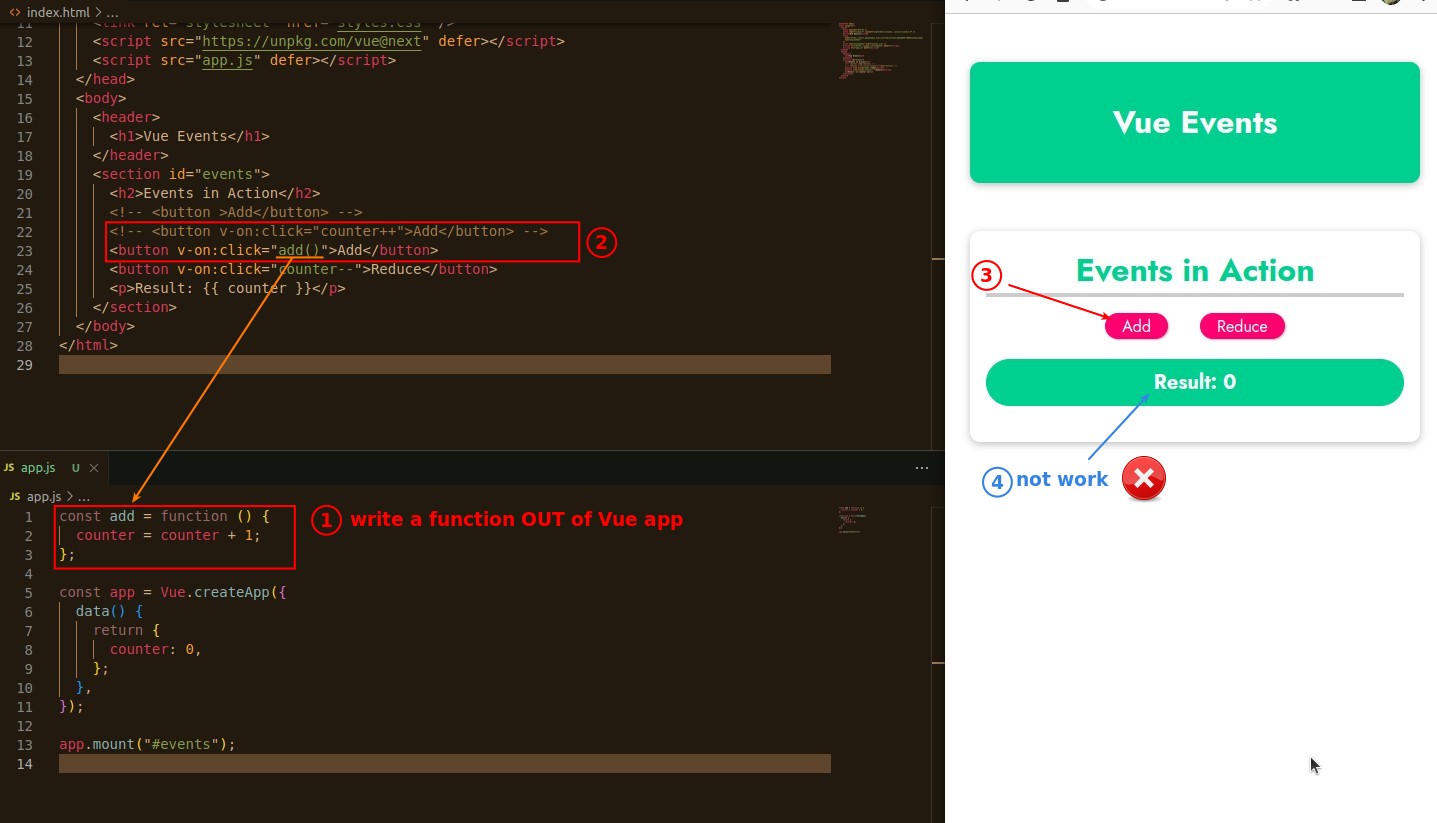 index.html > ...
11 <link rel="stylesheet" href="styles.css" />
12 <script src="https://unpkg.com/vue@next" defer></script>
13 <script src="app.js" defer></script>
14 </head>
15 <body>
16 <header>
17 <h1>Vue Events</h1>
18 </header>
19 <section id="events">
20 <h2>Events in Action</h2>
21 <!-- <button >Add</button> -->
22 <!-- <button v-on:click="counter++">Add</button> -->
23 <button v-on:click="add()">Add</button>
2
24 <button v-on:click="counter--">Reduce</button>
25 <p>Result: {{ counter }}</p>
26 </section>
27 </body>
28 </html>
29
JS app.js U ×
...
JS app.js > ...
1 const add = function () {
2 counter = counter + 1;
3 };
1 write a function OUT of Vue app
4
5 const app = Vue.createApp({
6 data() {
7 return {
8 counter: 0,
9 };
10 },
11 });
12
13 app.mount("#events");
14
Vue Events
Events in Action
3
Add Reduce
Result: 0
4 not work